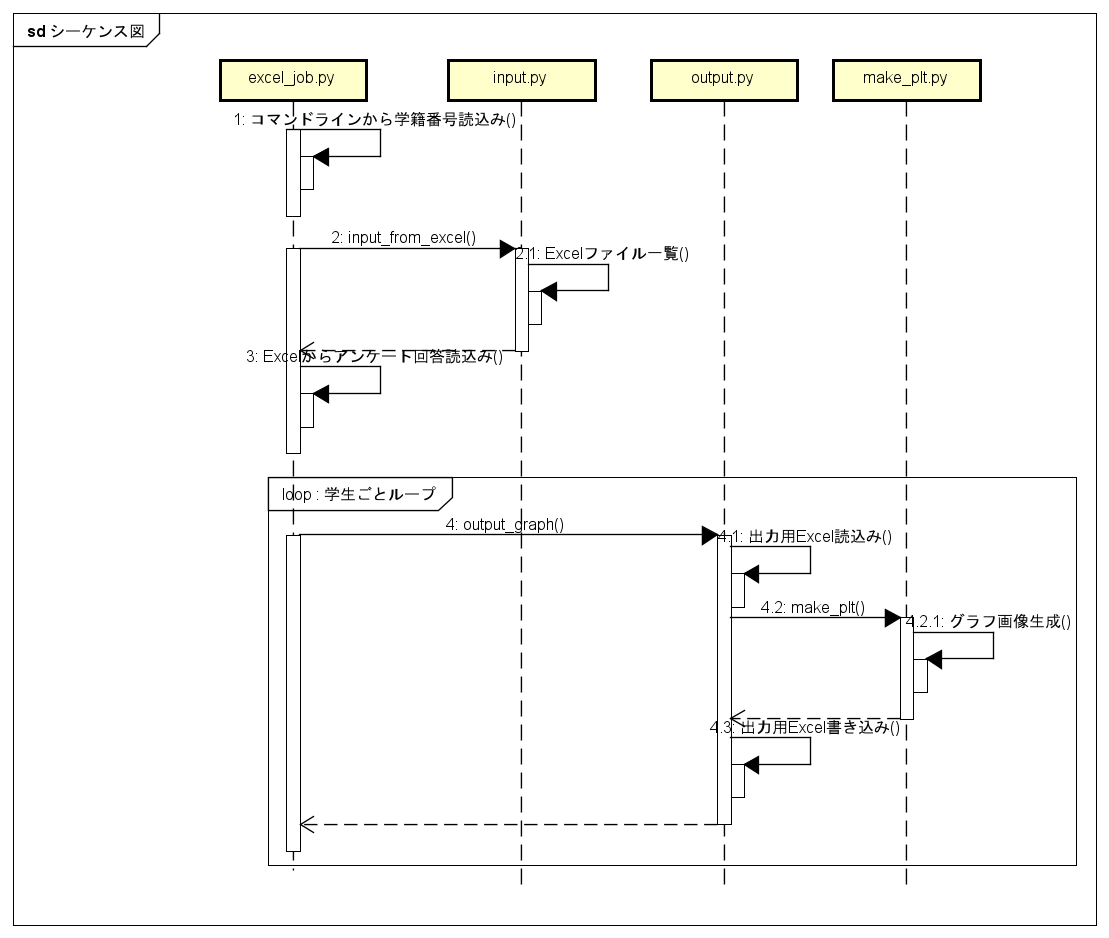 sd シーケンス図
excel_job.py
input.py
output.py
make_plt.py
1: コマンドラインから学籍番号読込み()
2: input_from_excel()
2.1: Excelファイル一覧()
3: Excelからアンケート回答読込み()
loop : 学生ごとループ
4: output_graph()
4.1: 出力用Excel読込み()
4.2: make_plt()
4.2.1: グラフ画像生成()
4.3: 出力用Excel書き込み()